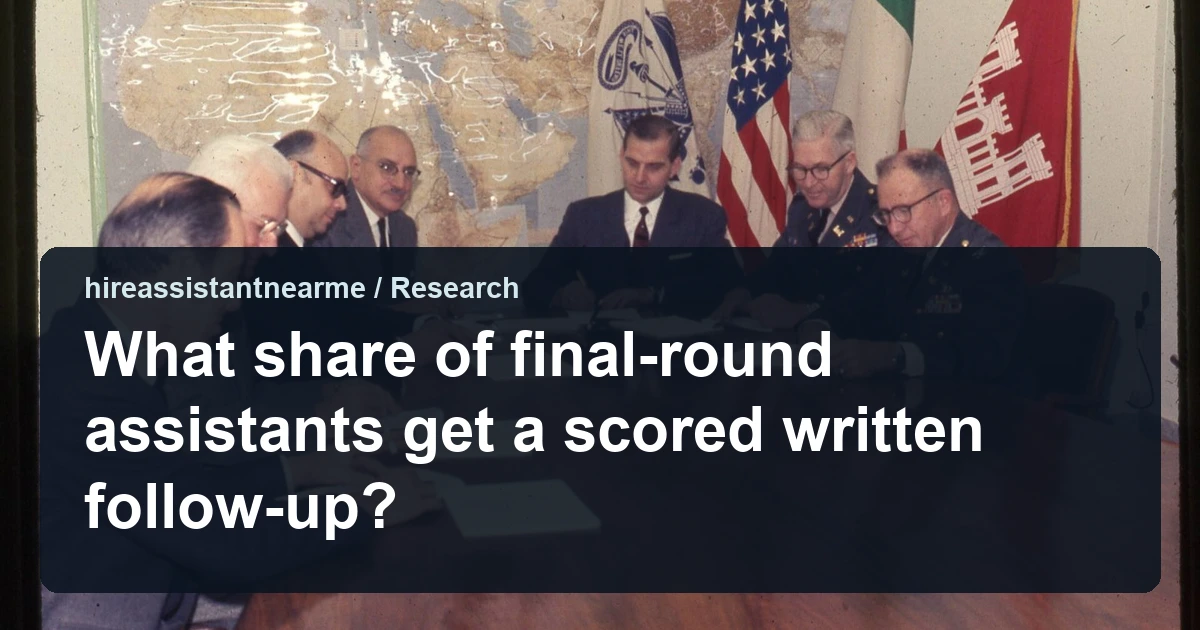 hireassistantnearme / Research
What share of final-round
assistants get a scored written
follow-up?